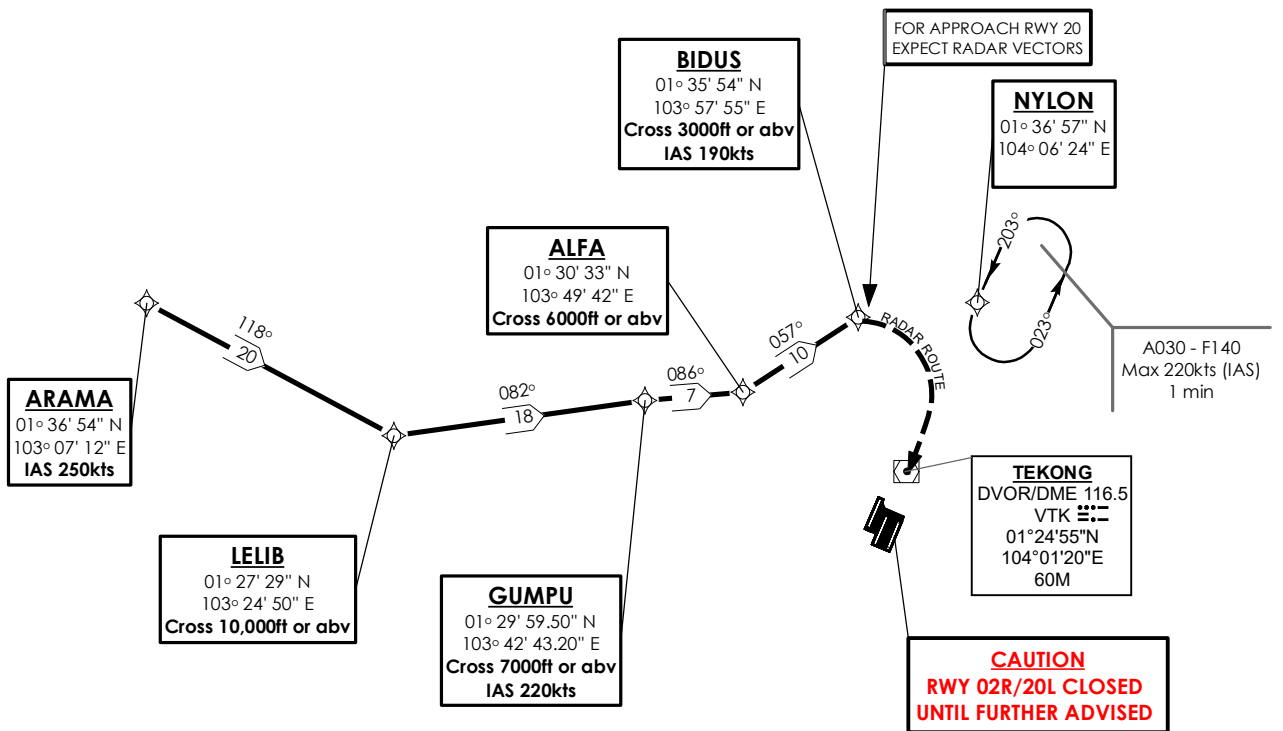 FOR APPROACH RWY 20
EXPECT RADAR VECTORS
BIDUS
01° 35' 54" N
103° 57' 55" E
Cross 3000ft or abv
IAS 190kts
NYLON
01° 36' 57" N
104° 06' 24" E
ALFA
01° 30' 33" N
103° 49' 42" E
Cross 6000ft or abv
203°
023°
A030 - F140
Max 220kts (IAS)
1 min
118°
20
082°
18
086°
7
057°
10
RADAR ROUTE
ARAMA
01° 36' 54" N
103° 07' 12" E
IAS 250kts
LELIB
01° 27' 29" N
103° 24' 50" E
Cross 10,000ft or abv
GUMPU
01° 29' 59.50" N
103° 42' 43.20" E
Cross 7000ft or abv
IAS 220kts
TEKONG
DVOR/DME 116.5
VTK
01°24'55"N
104°01'20"E
60M
CAUTION
RWY 02R/20L CLOSED
UNTIL FURTHER ADVISED